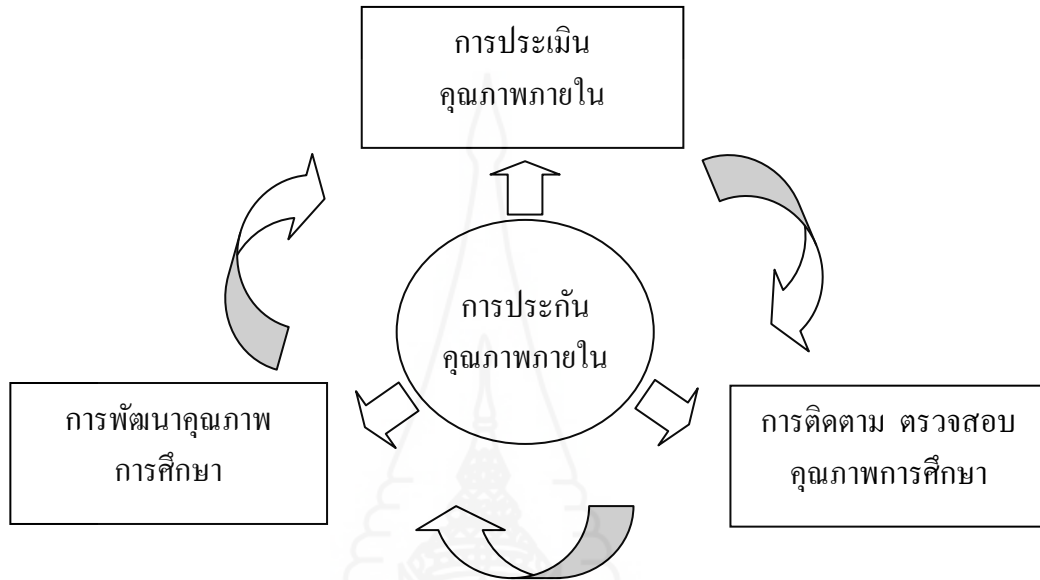 การประเมิน
คุณภาพภายใน
การประกัน
คุณภาพภายใน
การพัฒนาคุณภาพ
การศึกษา
การติดตาม ตรวจสอบ
คุณภาพการศึกษา